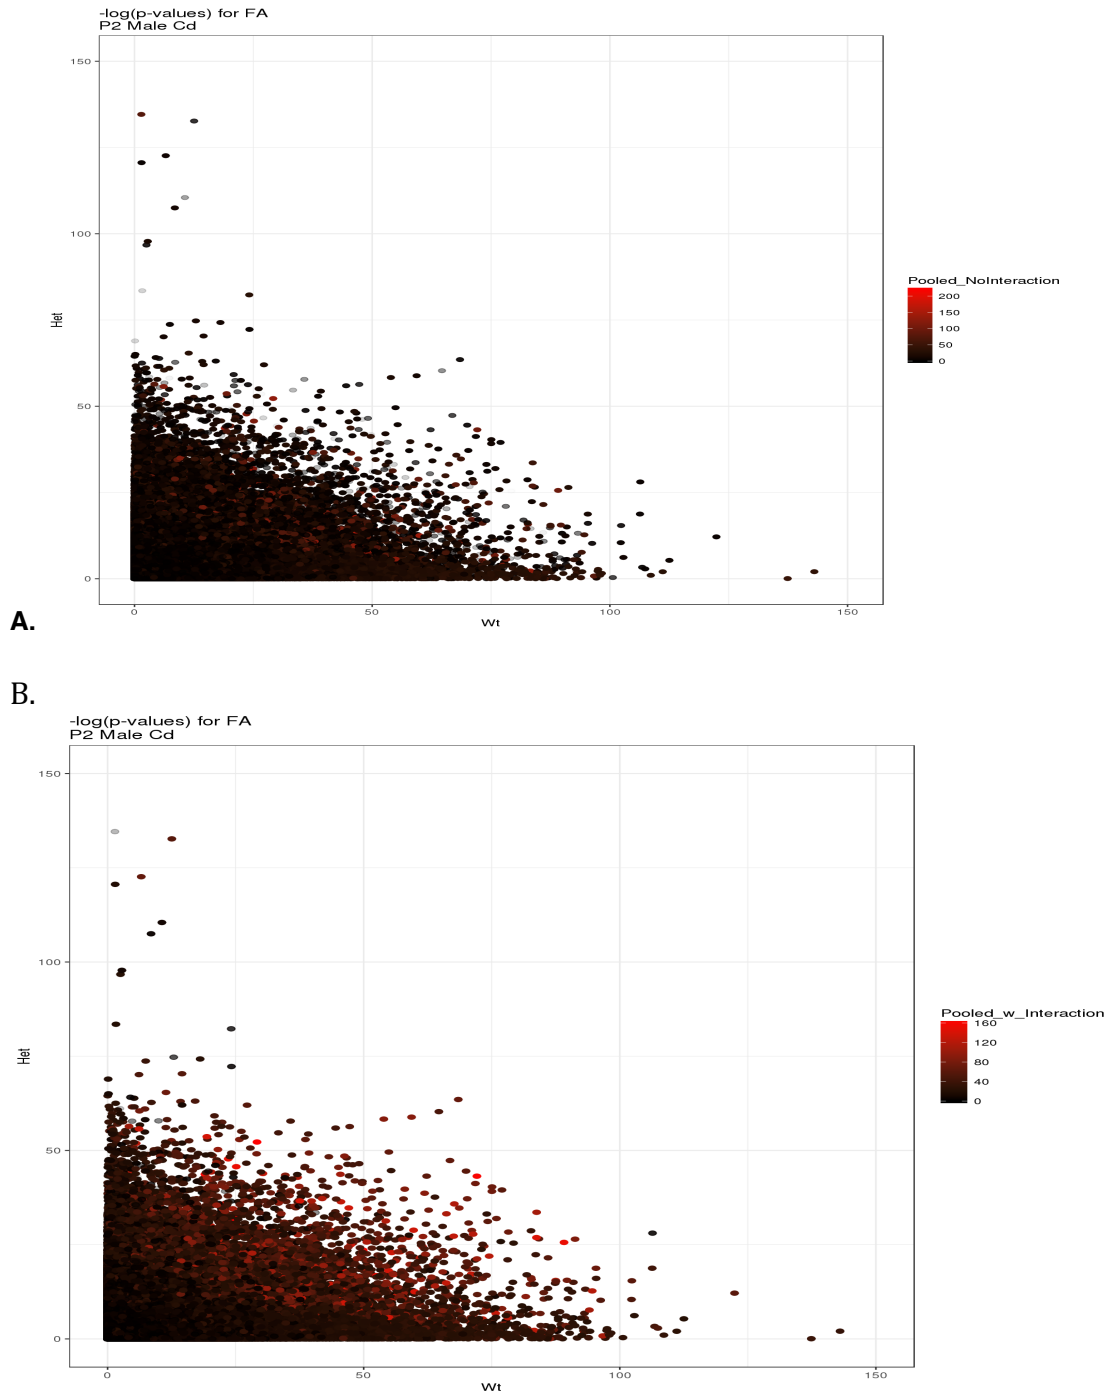 -log(p-values) for FA
P2 Male Cd
150
100
50
0
Het
0 50 100 150
Wt
Pooled_NoInteraction
200
150
100
50
0
A.
B.
-log(p-values) for FA
P2 Male Cd
150
100
50
0
Het
0 50 100 150
Wt
Pooled_w_Interaction
160
120
80
40
0